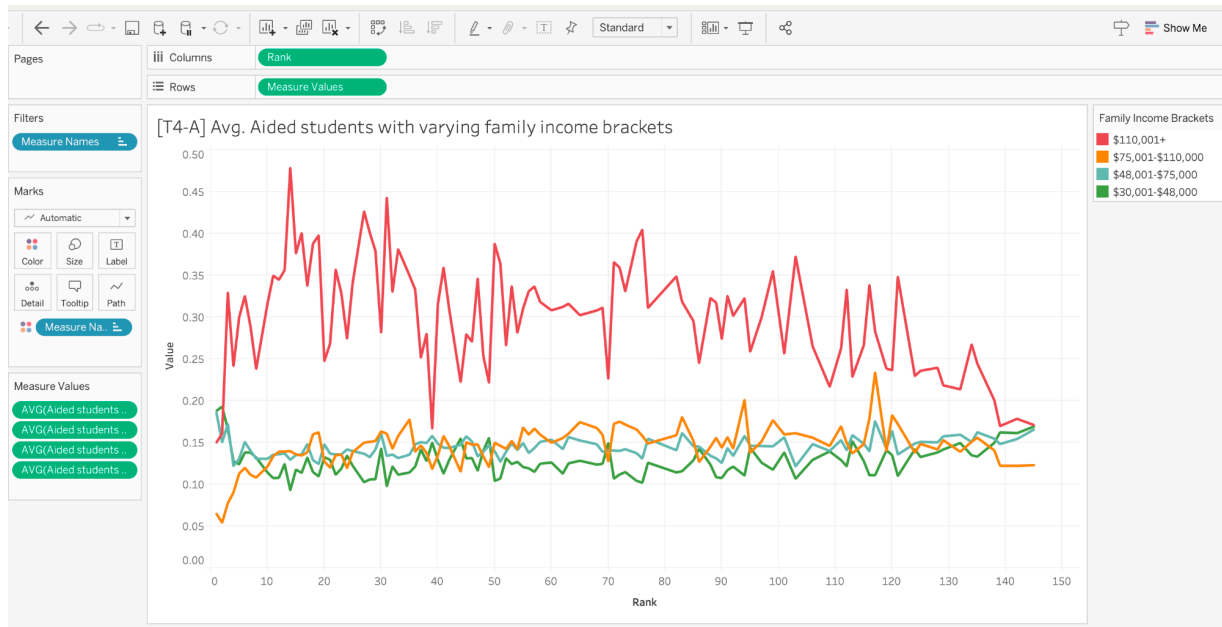 Standard
Show Me
Pages
iii Columns
Rank
Rows
Measure Values
Filters
Measure Names
Marks
Automatic
Color
Size
Label
Detail
Tooltip
Path
Measure Na..
Measure Values
AVG(Aided students ..
AVG(Aided students ..
AVG(Aided students ..
AVG(Aided students ..
[T4-A] Avg. Aided students with varying family income brackets
Value
0.50
0.45
0.40
0.35
0.30
0.25
0.20
0.15
0.10
0.05
0.00
0 10 20 30 40 50 60 70 80 90 100 110 120 130 140 150
Rank
Family Income Brackets
$110,001+
$75,001-$110,000
$48,001-$75,000
$30,001-$48,000